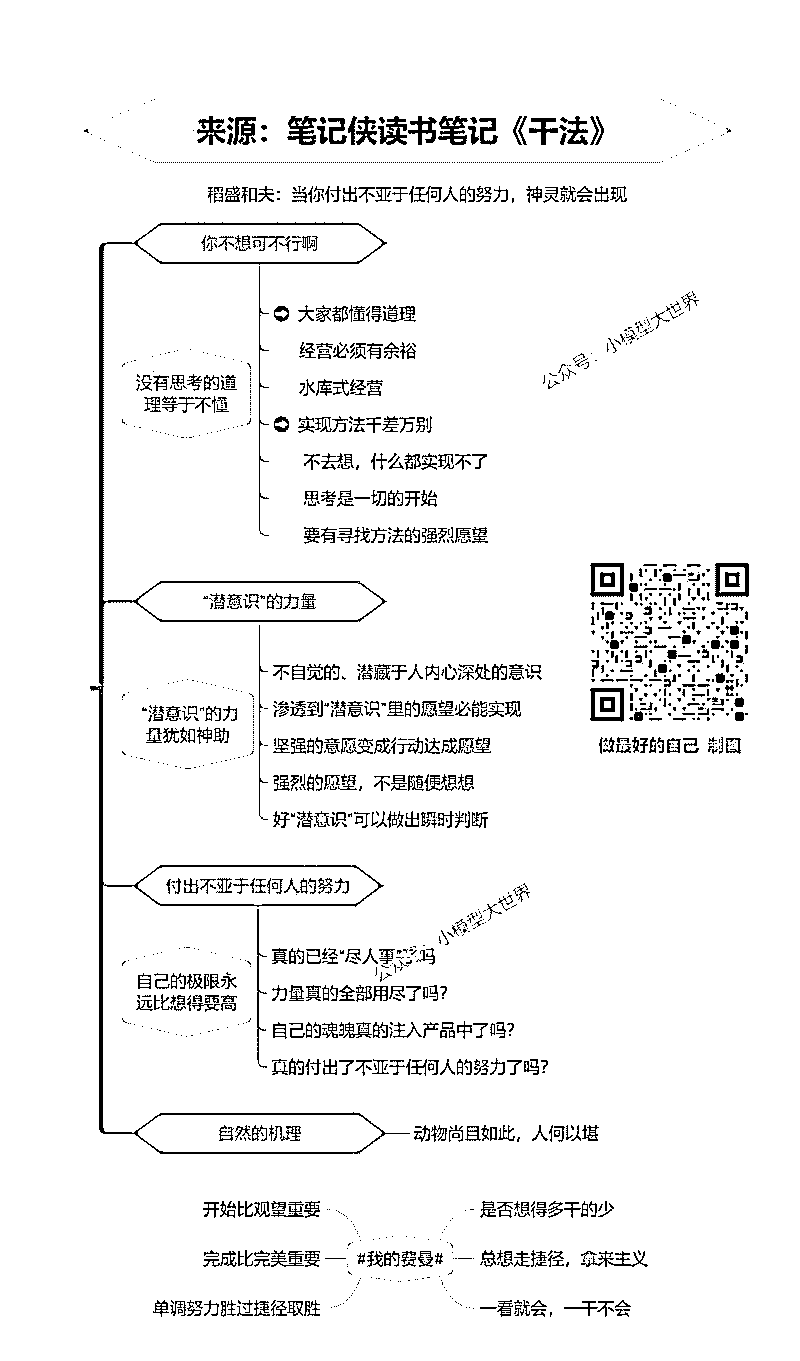 来源：笔记侠读书笔记《干法》
稻盛和夫：当你付出不亚于任何人的努力，神灵就会出现
你不想可不行啊
大家都懂得道理
经营必须有余裕
水库式经营
没有思考的道
理等于不懂
实现方法千差万别
不去想，什么都实现不了
思考是一切的开始
要有寻找方法的强烈愿望
公众号：小模型大世界
“潜意识”的力量
不自觉的、潜藏于人内心深处的意识
渗透到“潜意识”里的愿望必能实现
“潜意识”的力
量犹如神助
坚强的意愿变成行动达成愿望
强烈的愿望，不是随便想想
好“潜意识”可以做出瞬时判断
做最好的自己 制图
付出不亚于任何人的努力
真的已经“尽人事”了吗
力量真的全部用尽了吗？
自己的极限永
远比想得要高
自己的魂魄真的注入产品中了吗？
真的付出了不亚于任何人的努力了吗？
公众号：小模型大世界
自然的机理
动物尚且如此，人何以堪
开始比观望重要
是否想得多干的少
完成比完美重要
#我的费曼#
总想走捷径，拿来主义
单调努力胜过捷径取胜
一看就会，一干不会